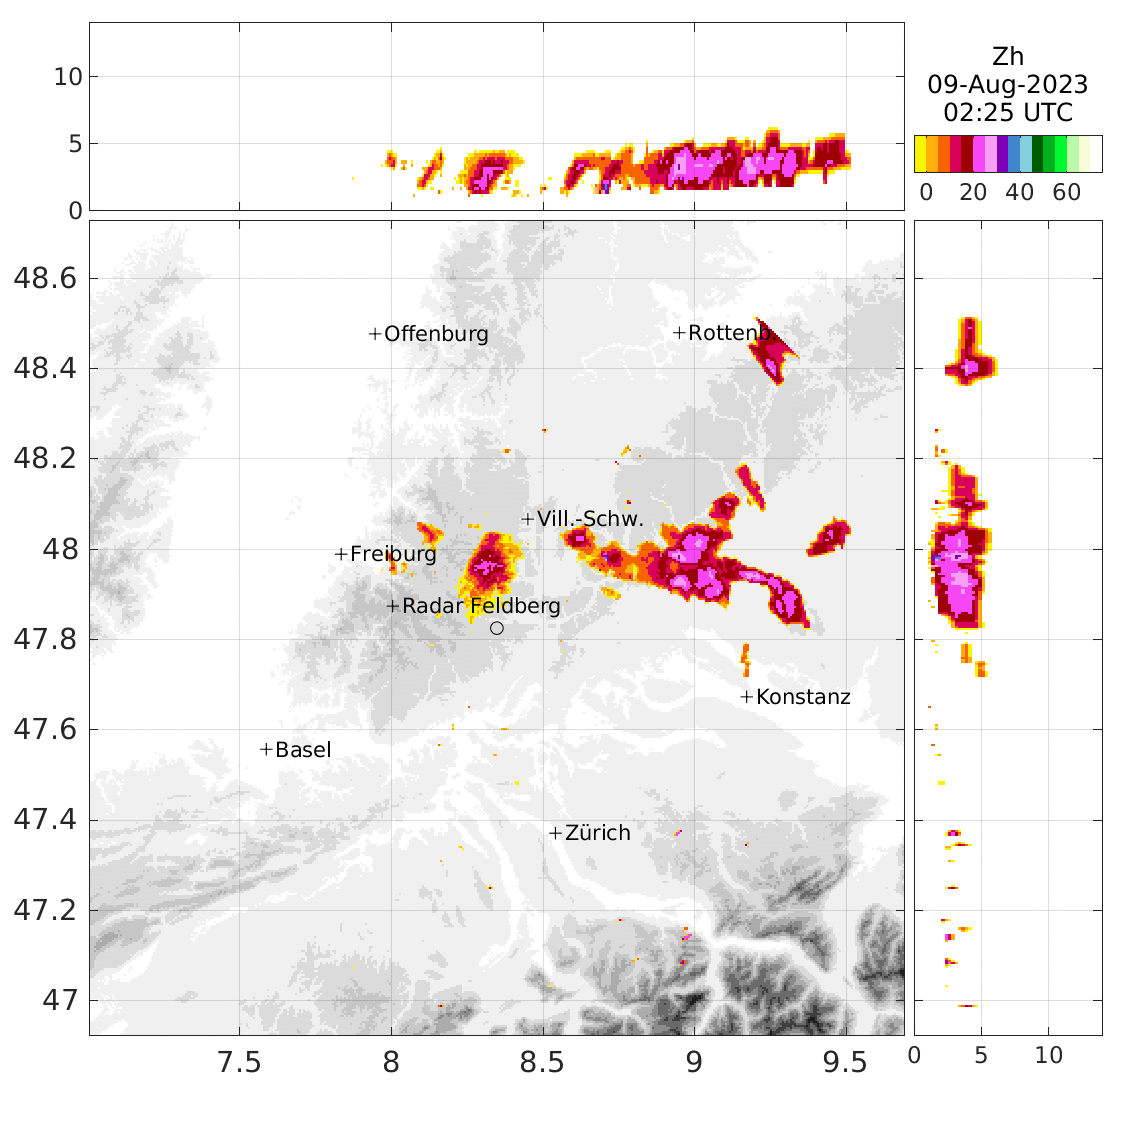 10
5
0
Zh
09-Aug-2023
02:25 UTC
0 20 40 60
48.6
48.4
48.2
48
47.8
47.6
47.4
47.2
47
+Offenburg
+Rottenb.
+Vill.-Schw.
+Freiburg
+Radar Feldberg
+Konstanz
+Basel
+Zürich
7.5 8 8.5 9 9.5
0 5 10